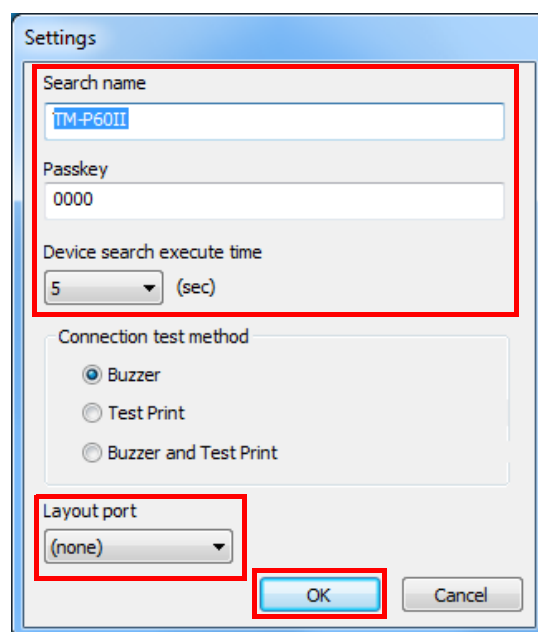 Settings
Search name
TM-P60II
Passkey
0000
Device search execute time
5 (sec)
Connection test method
Buzzer
Test Print
Buzzer and Test Print
Layout port
(none)
OK Cancel